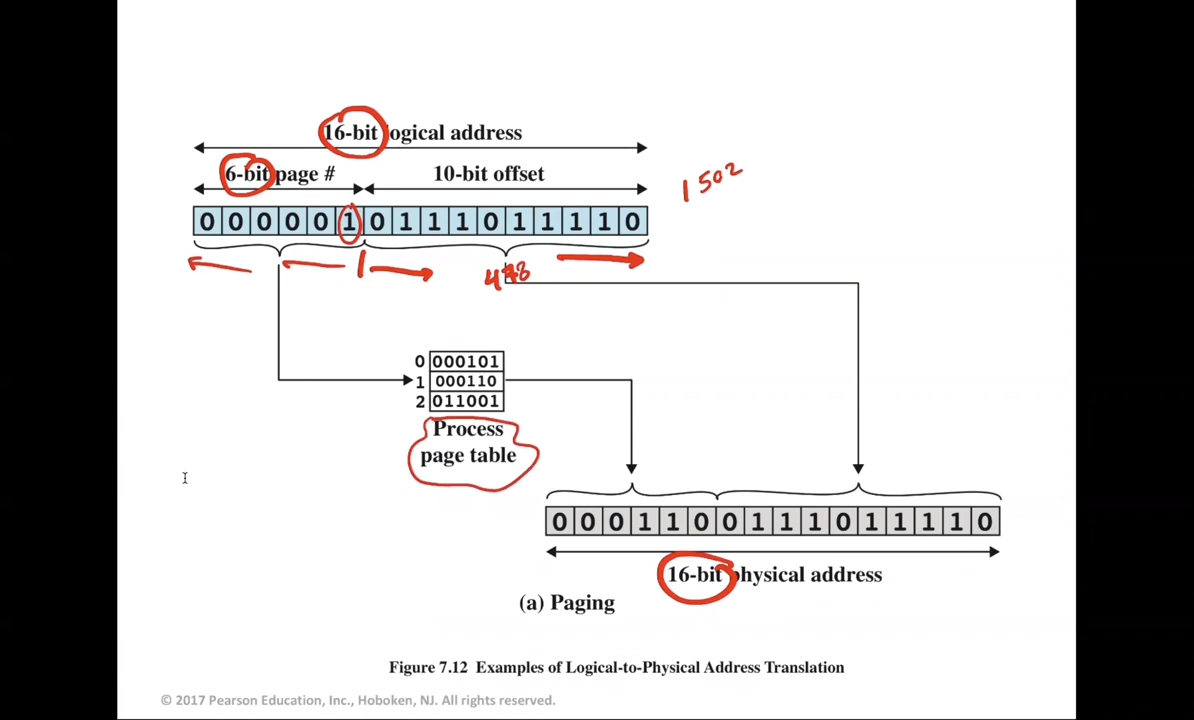 16-bit logical address
6-bit page #
10-bit offset
1502
0 0 0 0 0 1 0 1 1 1 0 1 1 1 1 0
478
0 000101
1 000110
2 011001
Process
page table
0 0 0 1 1 0 0 1 1 1 0 1 1 1 1 0
16-bit physical address
(a) Paging
Figure 7.12 Examples of Logical-to-Physical Address Translation
© 2017 Pearson Education, Inc., Hoboken, NJ. All rights reserved.